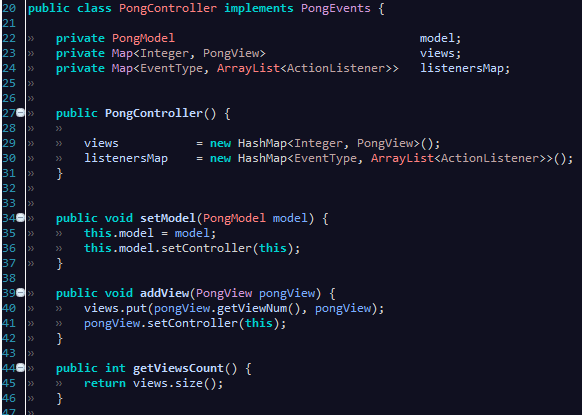 20 public class PongController implements PongEvents {
21
22 » private PongModel model;
23 » private Map<Integer, PongView> views;
24 » private Map<EventType, ArrayList<ActionListener>> listenersMap;
25 »
26 »
27 » public PongController() {
28 » »
29 » » views = new HashMap<Integer, PongView>();
30 » » listenersMap = new HashMap<EventType, ArrayList<ActionListener>>();
31 » }
32 »
33 »
34 » public void setModel(PongModel model) {
35 » » this.model = model;
36 » » this.model.setController(this);
37 » }
38
39 » public void addView(PongView pongView) {
40 » » views.put(pongView.getViewNum(), pongView);
41 » » pongView.setController(this);
42 » }
43 »
44 » public int getViewsCount() {
45 » » return views.size();
46 » }
47 »